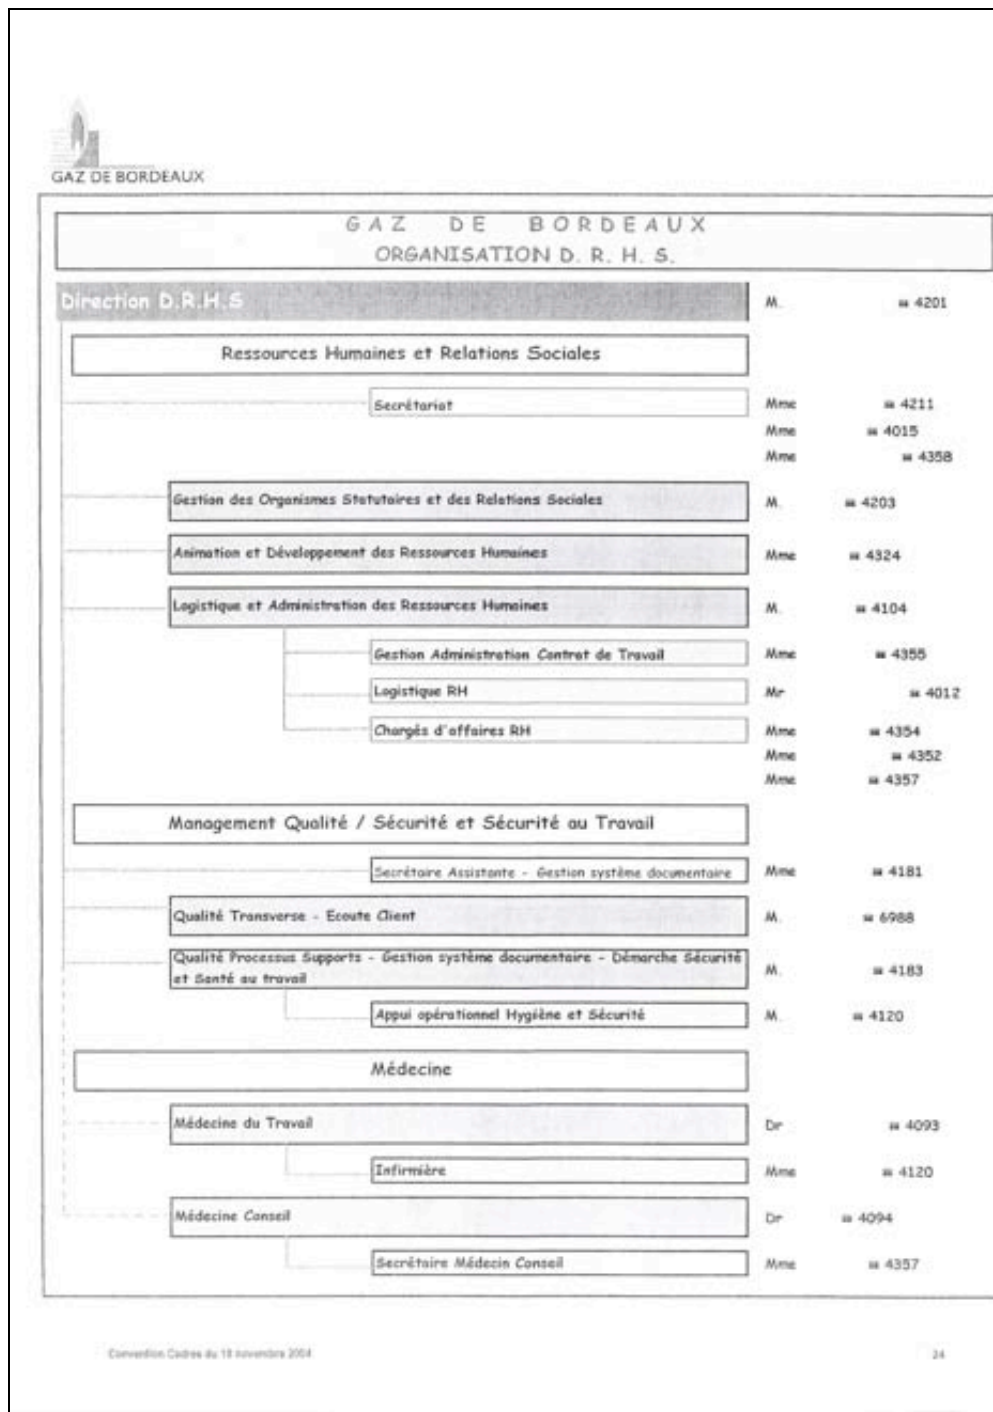 GAZ DE BORDEAUX
GAZ DE BORDEAUX
ORGANISATION D. R. H. S.
Direction D.R.H.S M. ☎ 4201
Ressources Humaines et Relations Sociales
Secrétariat Mme ☎ 4211
Mme ☎ 4015
Mme ☎ 4358
Gestion des Organismes Statutaires et des Relations Sociales M. ☎ 4203
Animation et Développement des Ressources Humaines Mme ☎ 4324
Logistique et Administration des Ressources Humaines M. ☎ 4104
Gestion Administration Contrat de Travail Mme ☎ 4355
Logistique RH Mr ☎ 4012
Chargés d'affaires RH Mme ☎ 4354
Mme ☎ 4352
Mme ☎ 4357
Management Qualité / Sécurité et Sécurité au Travail
Secrétaire Assistante - Gestion système documentaire Mme ☎ 4181
Qualité Transverse - Ecoute Client M. ☎ 6988
Qualité Processus Supports - Gestion système documentaire - Démarche Sécurité
et Santé au travail M. ☎ 4183
Appui opérationnel Hygiène et Sécurité M. ☎ 4120
Médecine
Médecine du Travail Dr ☎ 4093
Infirmière Mme ☎ 4120
Médecine Conseil Dr ☎ 4094
Secrétaire Médecin Conseil Mme ☎ 4357
Convention Cadres du 18 novembre 2004 24